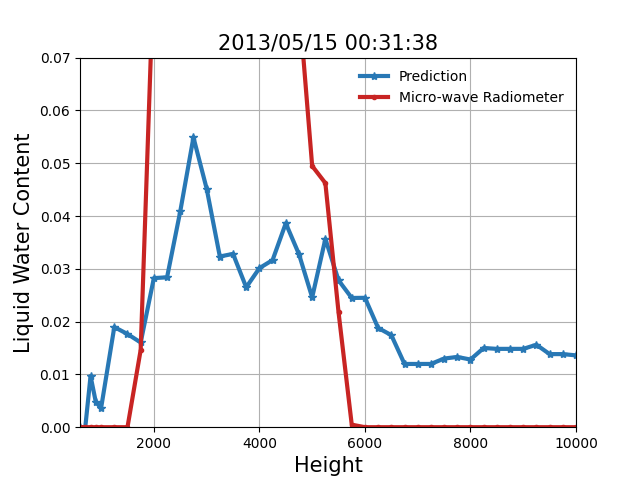 2013/05/15 00:31:38
0.07
0.06
0.05
0.04
0.03
0.02
0.01
0.00
Liquid Water Content
Prediction
Micro-wave Radiometer
2000 4000 6000 8000 10000
Height